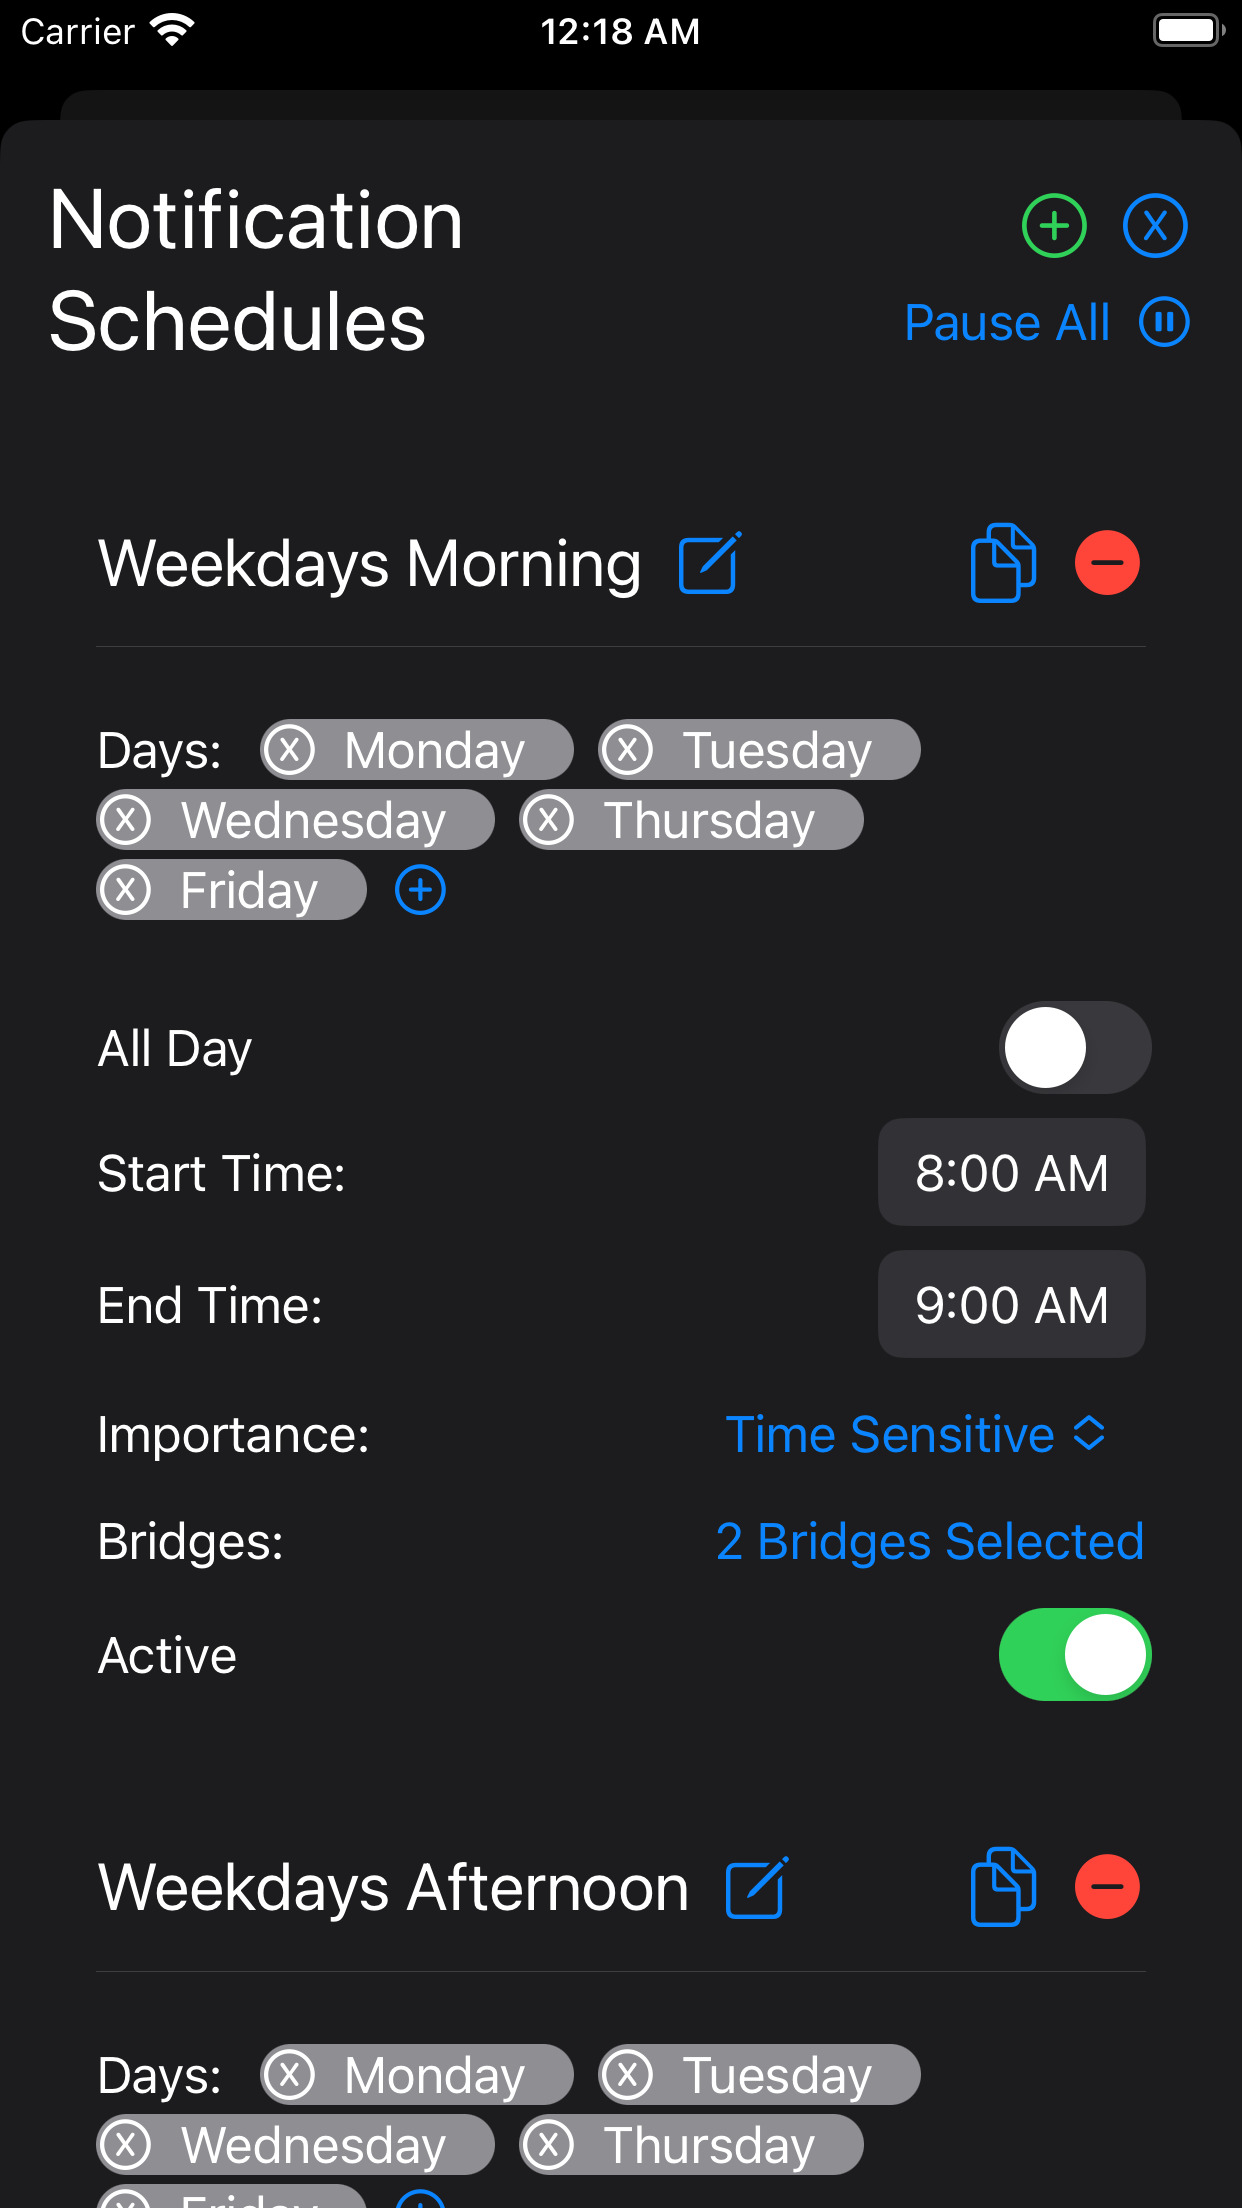 Carrier 12:18 AM
Notification
Schedules
Pause All
Weekdays Morning
Days: Monday Tuesday
Wednesday Thursday
Friday
All Day
Start Time: 8:00 AM
End Time: 9:00 AM
Importance: Time Sensitive
Bridges: 2 Bridges Selected
Active
Weekdays Afternoon
Days: Monday Tuesday
Wednesday Thursday
Friday